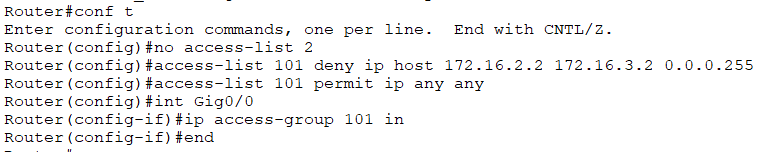 Router#conf t
Enter configuration commands, one per line.  End with CNTL/Z.
Router(config)#no access-list 2
Router(config)#access-list 101 deny ip host 172.16.2.2 172.16.3.2 0.0.0.255
Router(config)#access-list 101 permit ip any any
Router(config)#int Gig0/0
Router(config-if)#ip access-group 101 in
Router(config-if)#end